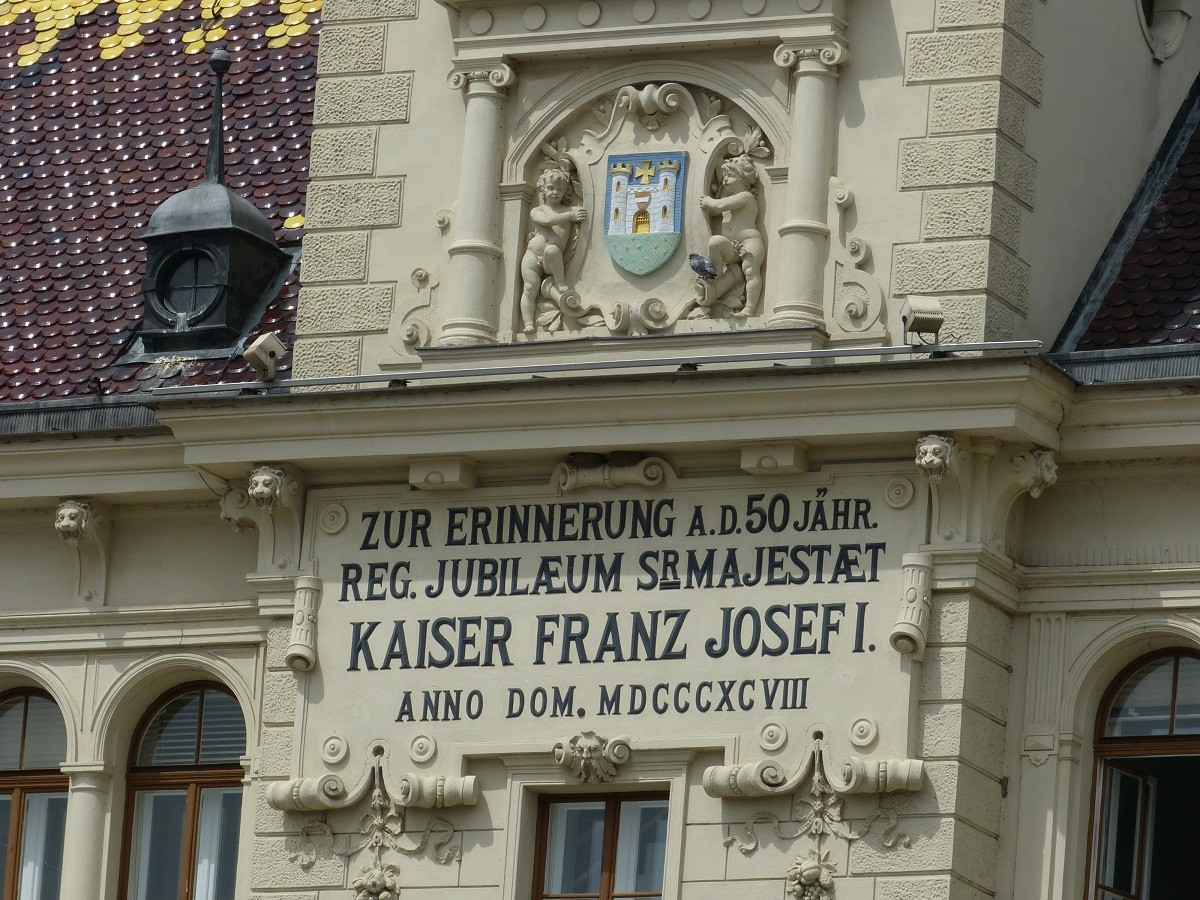 ZUR ERINNERUNG A.D. 50 JÄHR.
REG. JUBILÆUM SR MAJESTÆT
KAISER FRANZ JOSEF I.
ANNO DOM. MDCCCXCVIII